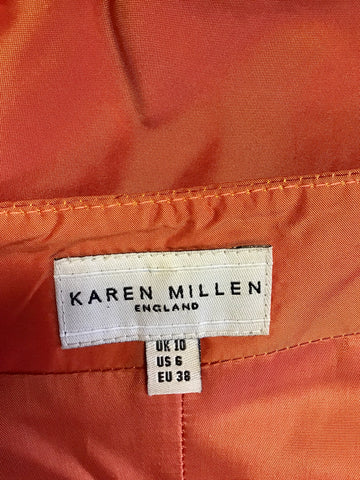 KAREN MILLEN
ENGLAND
UK 10
US 6
EU 38